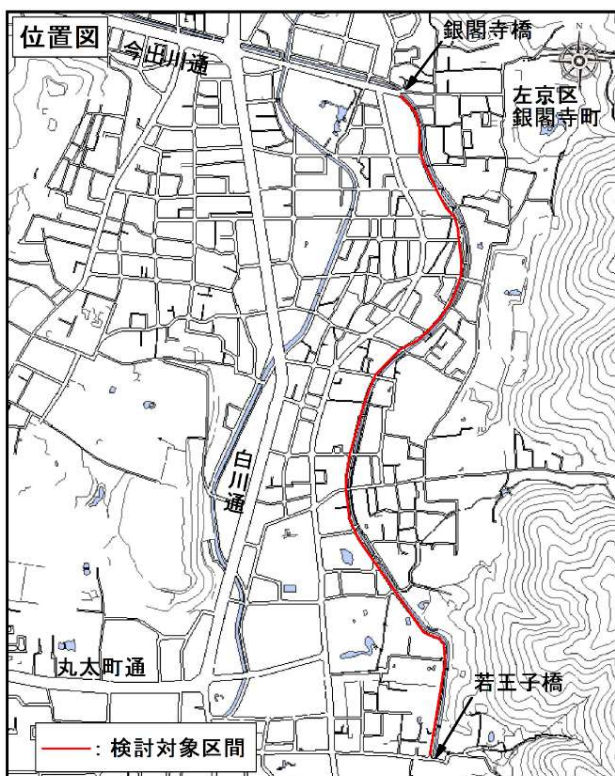 位置図
銀閣寺橋
N
今出川通
左京区
銀閣寺町
白川通
丸太町通
若王子橋
：検討対象区間